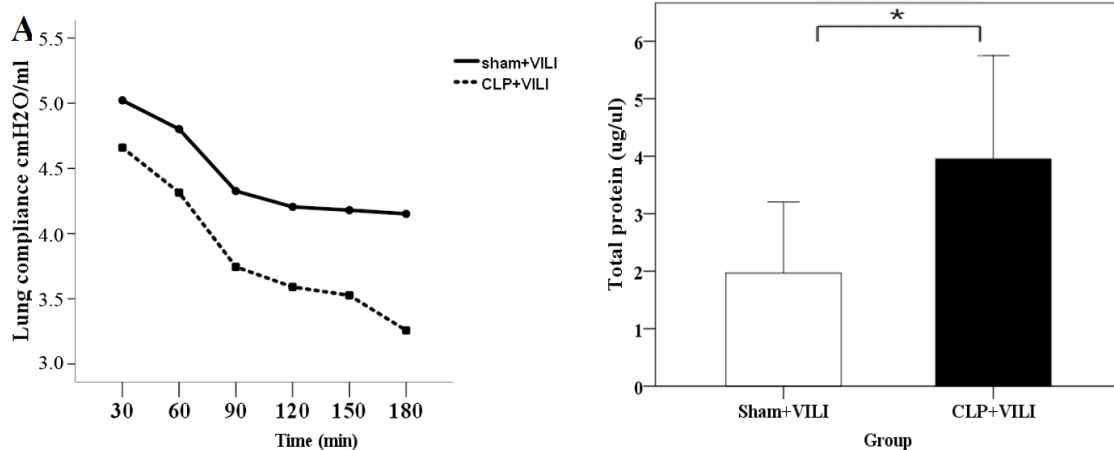 A
5.5
5.0
4.5
4.0
3.5
3.0
Lung compliance cmH2O/ml
30 60 90 120 150 180
Time (min)
sham+VILI
CLP+VILI
*
6
5
4
3
2
1
0
Total protein (ug/ul)
Sham+VILI CLP+VILI
Group